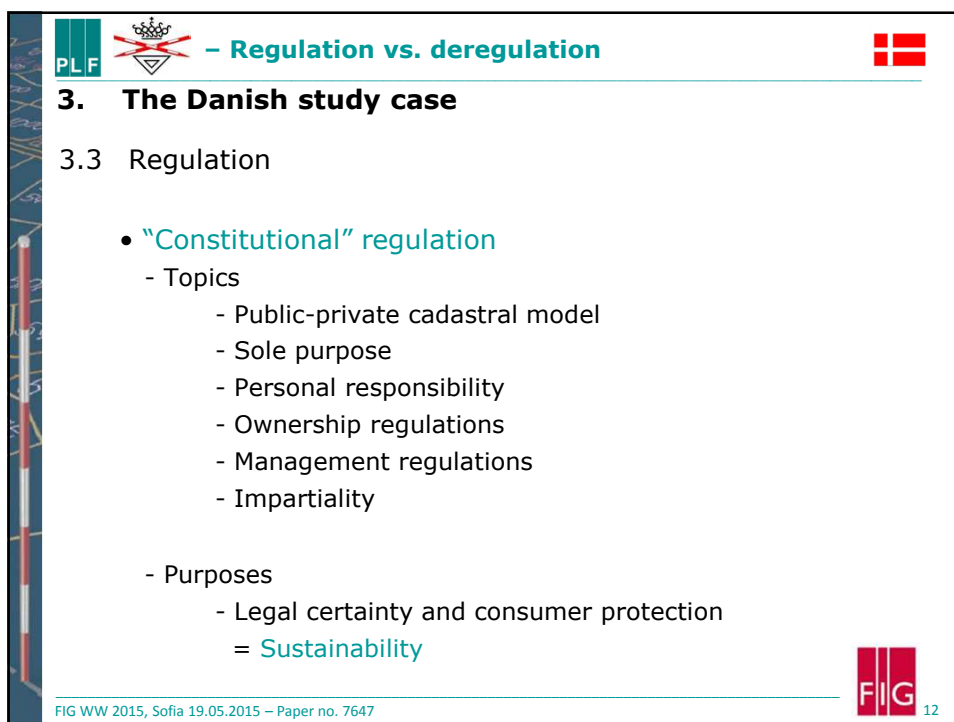 PLF
– Regulation vs. deregulation
3. The Danish study case
3.3 Regulation
• “Constitutional” regulation
- Topics
- Public-private cadastral model
- Sole purpose
- Personal responsibility
- Ownership regulations
- Management regulations
- Impartiality
- Purposes
- Legal certainty and consumer protection
= Sustainability
FIG
FIG WW 2015, Sofia 19.05.2015 – Paper no. 7647
12